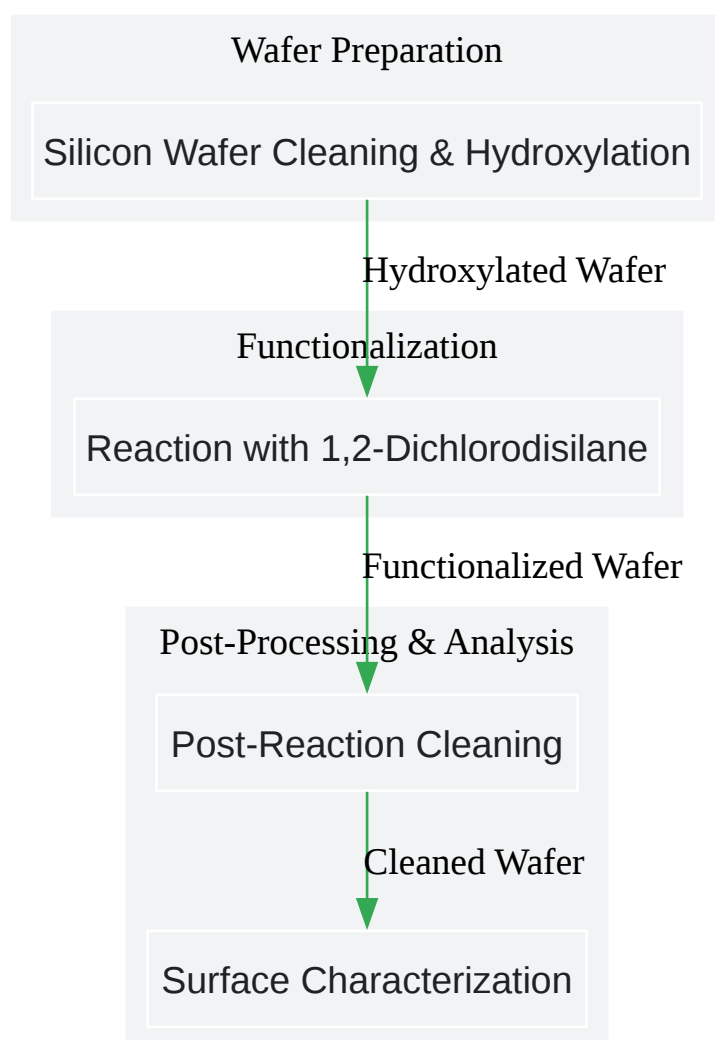 Wafer Preparation
Silicon Wafer Cleaning & Hydroxylation
Hydroxylated Wafer
Functionalization
Reaction with 1,2-Dichlorodisilane
Functionalized Wafer
Post-Processing & Analysis
Post-Reaction Cleaning
Cleaned Wafer
Surface Characterization